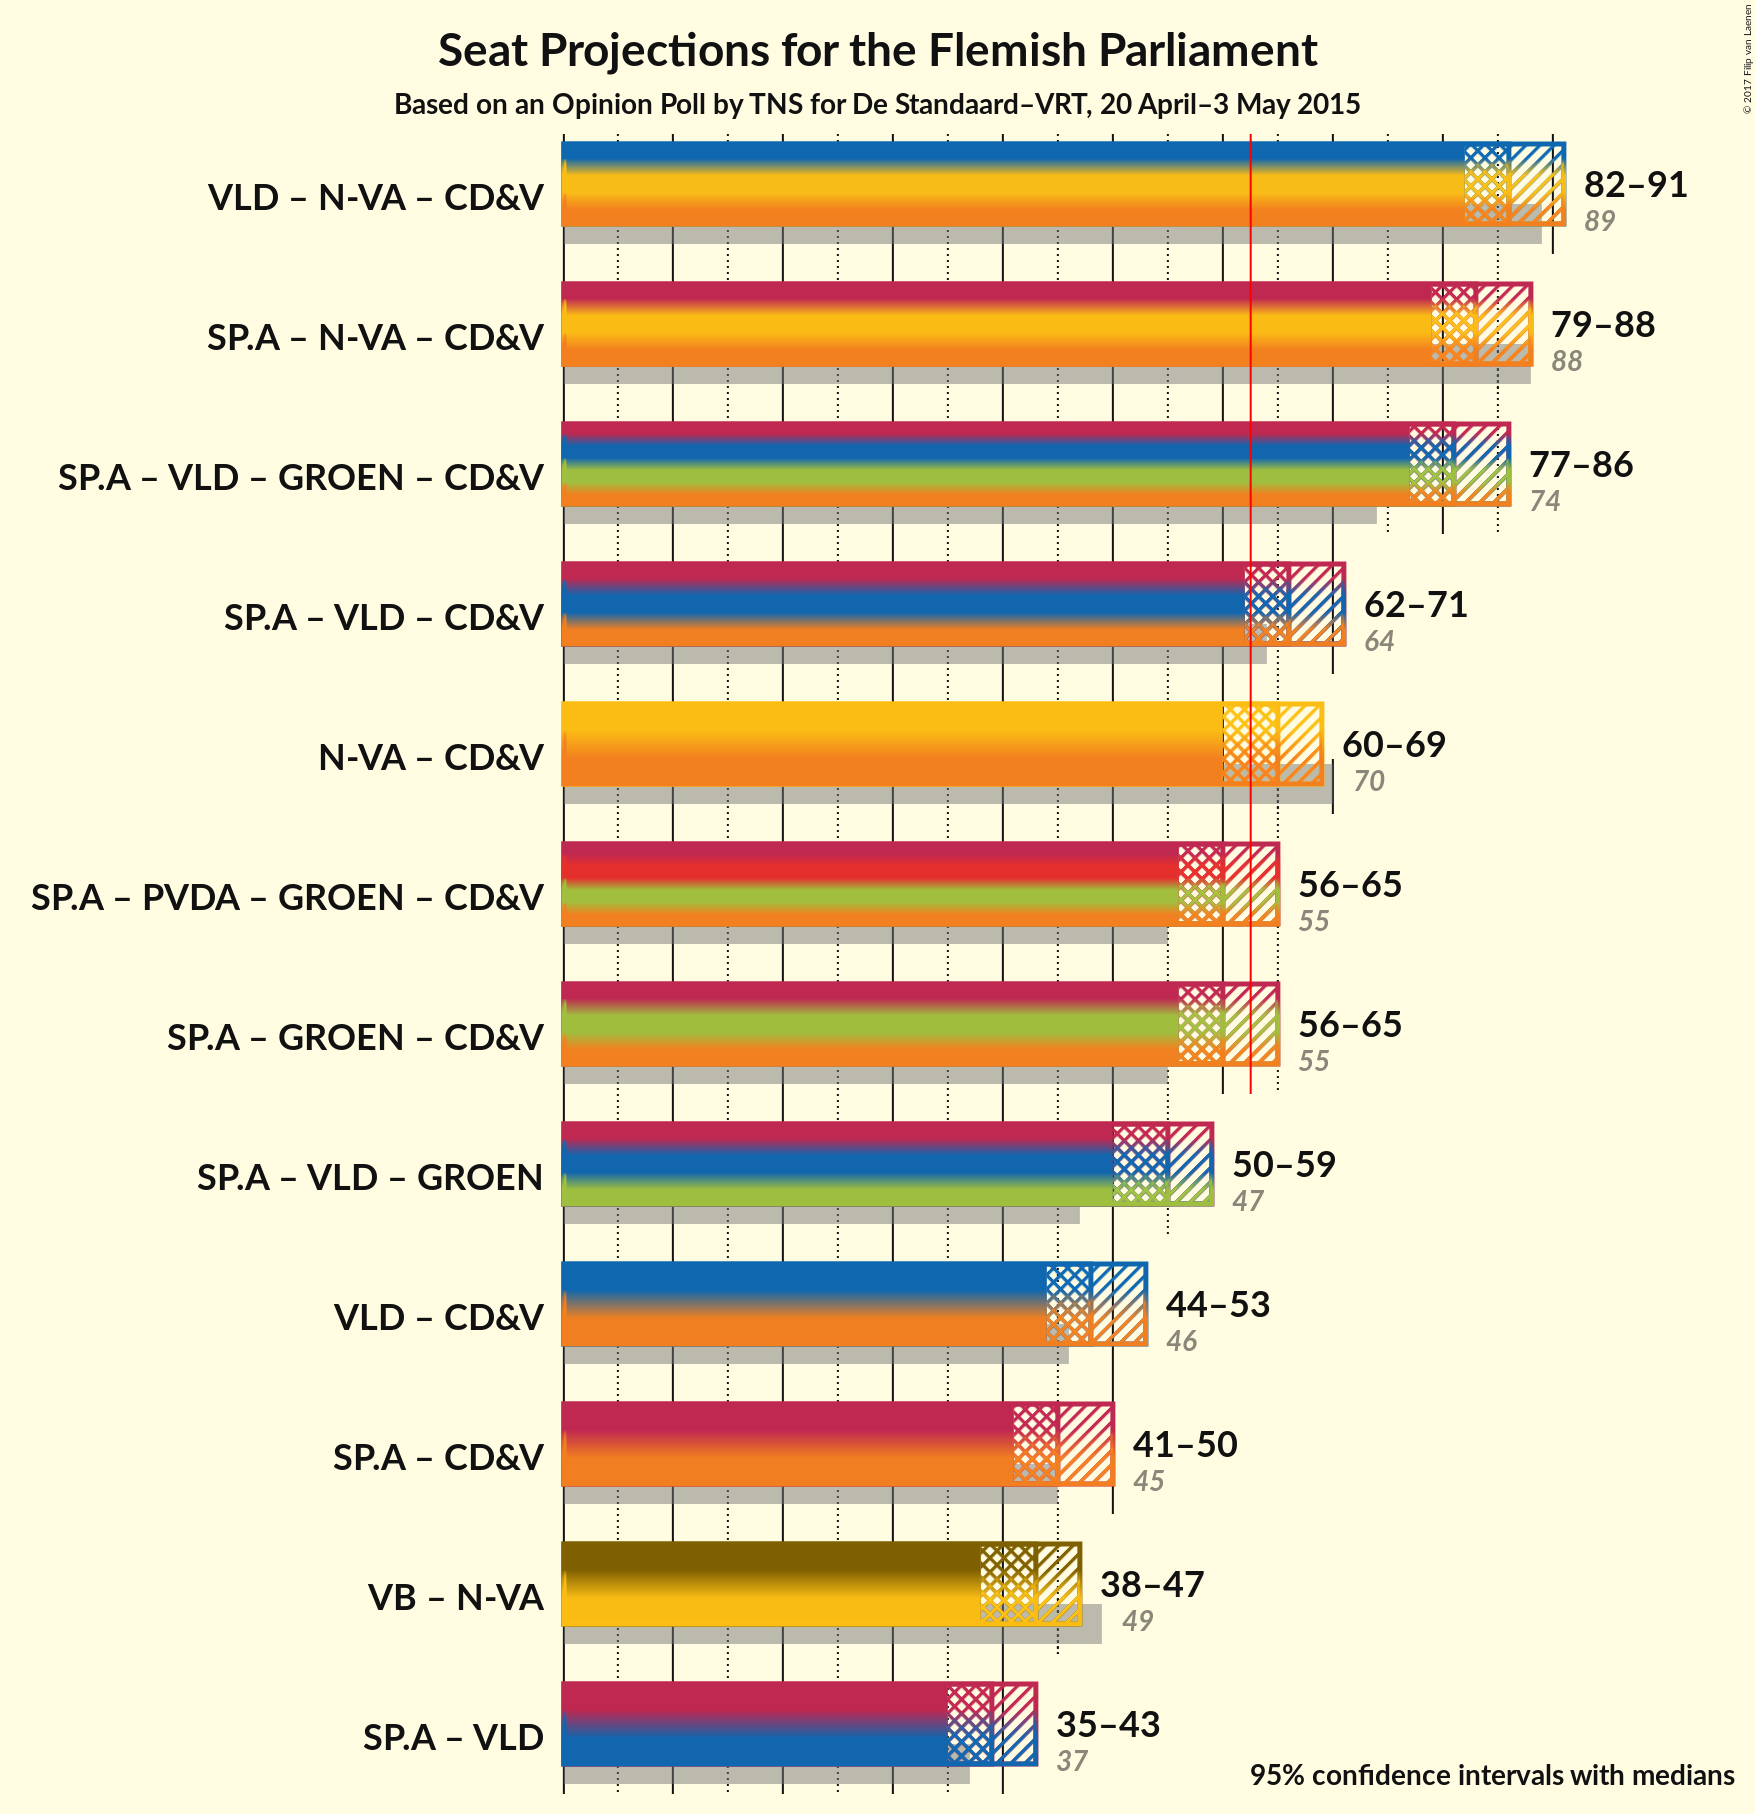 Seat Projections for the Flemish Parliament
Based on an Opinion Poll by TNS for De Standaard–VRT, 20 April–3 May 2015
© 2017 Filip van Laenen
VLD – N-VA – CD&V
82–91
89
SP.A – N-VA – CD&V
79–88
88
SP.A – VLD – GROEN – CD&V
77–86
74
SP.A – VLD – CD&V
62–71
64
N-VA – CD&V
60–69
70
SP.A – PVDA – GROEN – CD&V
56–65
55
SP.A – GROEN – CD&V
56–65
55
SP.A – VLD – GROEN
50–59
47
VLD – CD&V
44–53
46
SP.A – CD&V
41–50
45
VB – N-VA
38–47
49
SP.A – VLD
35–43
37
95% confidence intervals with medians